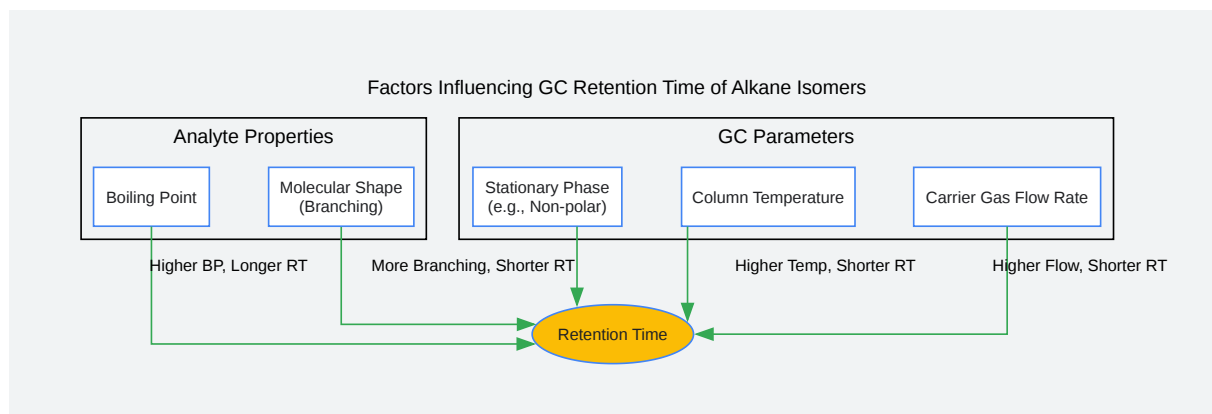 Factors Influencing GC Retention Time of Alkane Isomers
Analyte Properties
GC Parameters
Boiling Point
Molecular Shape
(Branching)
Stationary Phase
(e.g., Non-polar)
Column Temperature
Carrier Gas Flow Rate
Higher BP, Longer RT
More Branching, Shorter RT
Higher Temp, Shorter RT
Higher Flow, Shorter RT
Retention Time